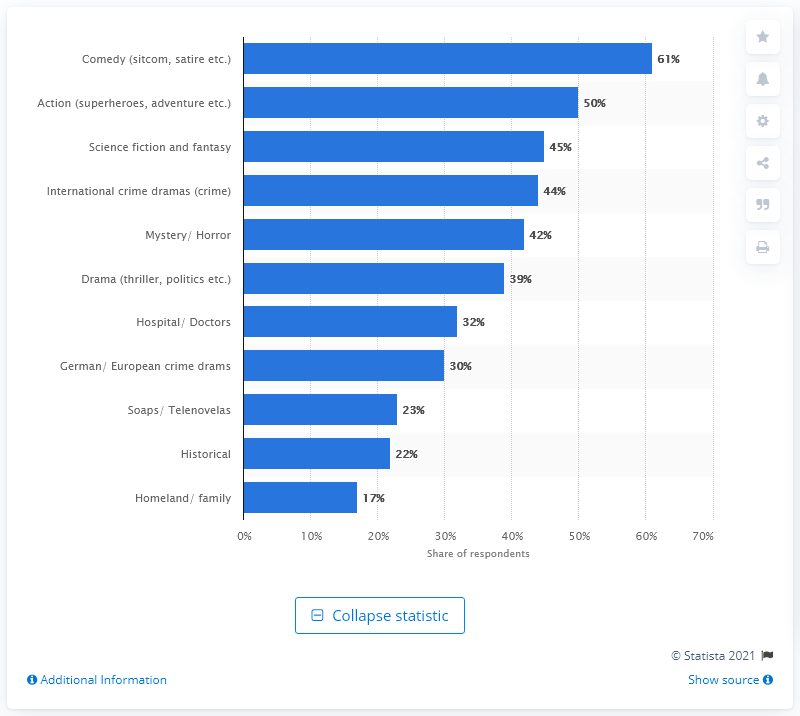 Comedy (sitcom, satire etc.) 61%
Action (superheroes, adventure etc.) 50%
Science fiction and fantasy 45%
International crime dramas (crime) 44%
Mystery/ Horror 42%
Drama (thriller, politics etc.) 39%
Hospital/ Doctors 32%
German/ European crime drams 30%
Soaps/ Telenovelas 23%
Historical 22%
Homeland/ family 17%
0% 10% 20% 30% 40% 50% 60% 70%
Share of respondents
Collapse statistic
© Statista 2021
Additional Information Show source